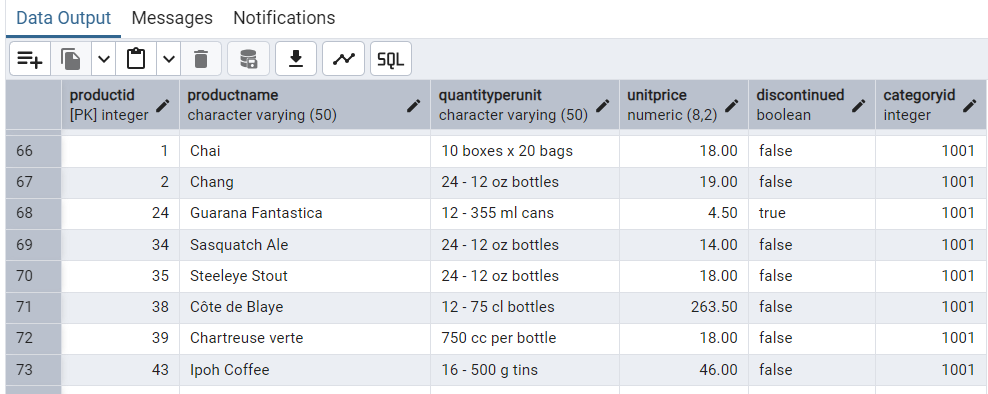 Data Output Messages Notifications
SQL
productid productname quantityperunit unitprice discontinued categoryid
[PK] integer character varying (50) character varying (50) numeric (8,2) boolean integer
66 1 Chai 10 boxes x 20 bags 18.00 false 1001
67 2 Chang 24 - 12 oz bottles 19.00 false 1001
68 24 Guarana Fantastica 12 - 355 ml cans 4.50 true 1001
69 34 Sasquatch Ale 24 - 12 oz bottles 14.00 false 1001
70 35 Steeleye Stout 24 - 12 oz bottles 18.00 false 1001
71 38 Côte de Blaye 12 - 75 cl bottles 263.50 false 1001
72 39 Chartreuse verte 750 cc per bottle 18.00 false 1001
73 43 Ipoh Coffee 16 - 500 g tins 46.00 false 1001